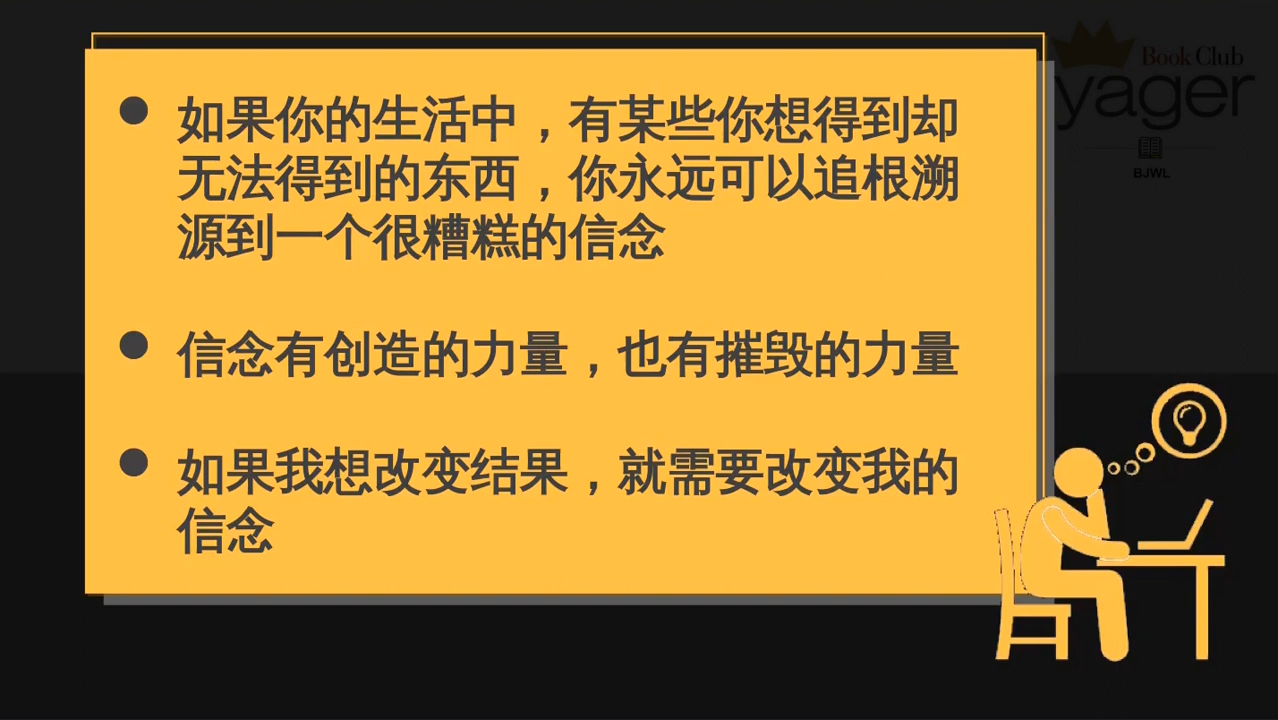 如果你的生活中，有某些你想得到却
无法得到的东西，你永远可以追根溯
源到一个很糟糕的信念
信念有创造的力量，也有摧毁的力量
如果我想改变结果，就需要改变我的
信念
Book Club
yager
BJWL